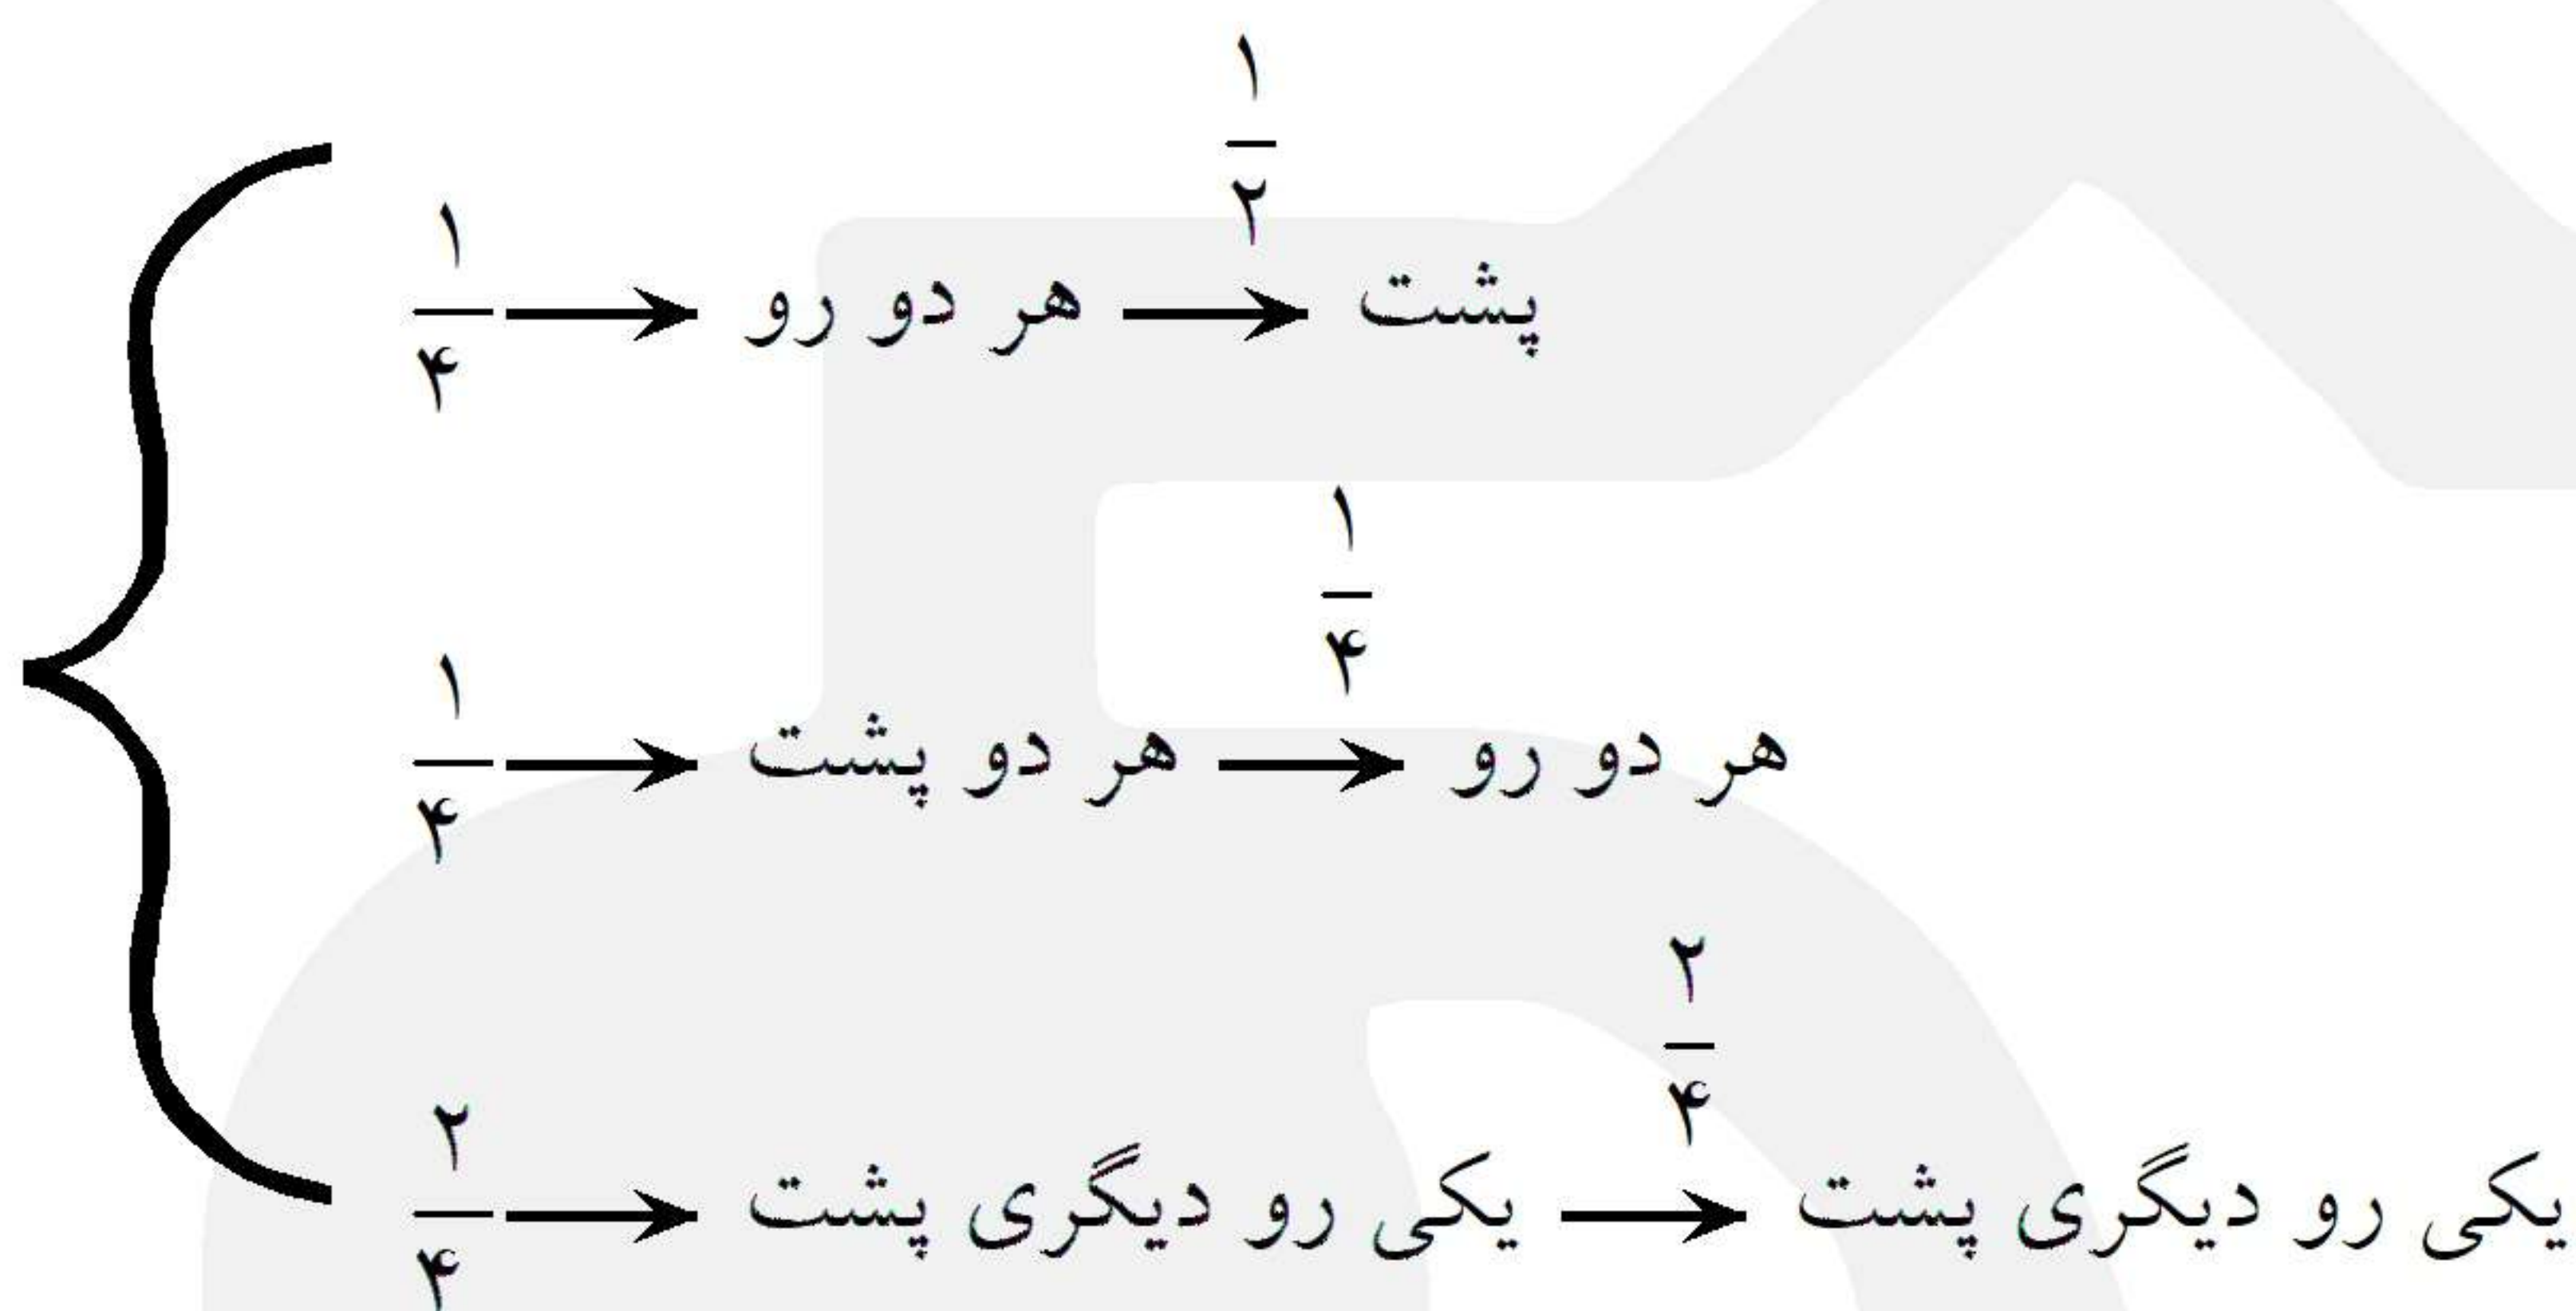 ۱/۴ → هر دو رو → ۱/۲ پشت
۱/۴ → هر دو پشت → ۱/۴ هر دو رو
۲/۴ → یکی رو دیگری پشت → ۲/۴ یکی رو دیگری پشت